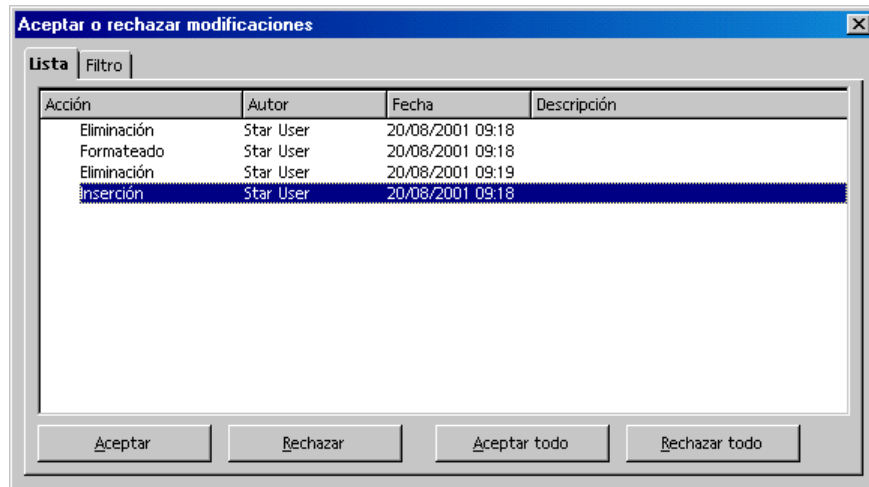 Aceptar o rechazar modificaciones
Lista Filtro
Acción Autor Fecha Descripción
Eliminación Star User 20/08/2001 09:18
Formateado Star User 20/08/2001 09:18
Eliminación Star User 20/08/2001 09:19
Inserción Star User 20/08/2001 09:18
Aceptar Rechazar Aceptar todo Rechazar todo